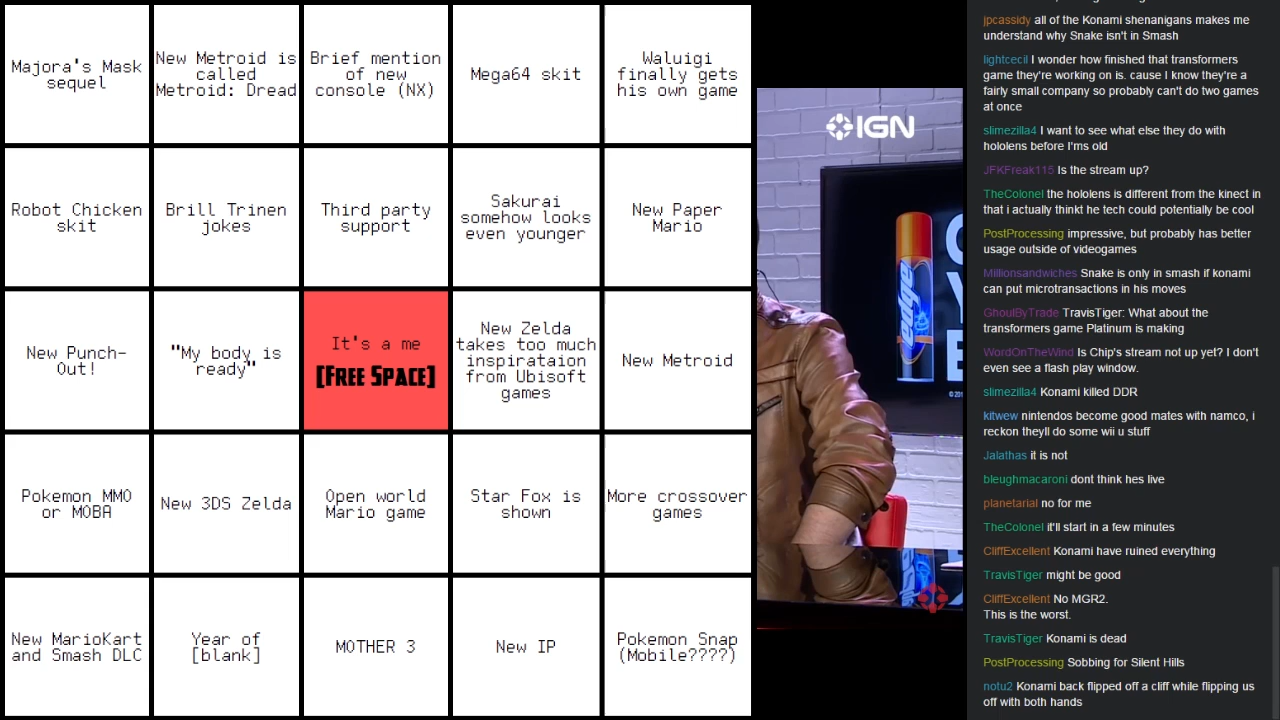 Majora's Mask
sequel
New Metroid is
called
Metroid: Dread
Brief mention
of new
console (NX)
Mega64 skit
Waluigi
finally gets
his own game
Robot Chicken
skit
Brill Trinen
jokes
Third party
support
Sakurai
somehow looks
even younger
New Paper
Mario
New Punch-
Out!
"My body is
ready"
It's a me
[FREE SPACE]
New Zelda
takes too much
inspirataion
from Ubisoft
games
New Metroid
Pokemon MMO
or MOBA
New 3DS Zelda
Open world
Mario game
Star Fox is
shown
More crossover
games
New MarioKart
and Smash DLC
Year of
[blank]
MOTHER 3
New IP
Pokemon Snap
(Mobile????)
IGN
edge
jpcassidy all of the Konami shenanigans makes me
understand why Snake isn't in Smash
lightcecil I wonder how finished that transformers
game they're working on is. cause I know they're a
fairly small company so probably can't do two games
at once
slimezilla4 I want to see what else they do with
hololens before I'ms old
JFKFreak115 Is the stream up?
TheColonel the hololens is different from the kinect in
that i actually thinkt he tech could potentially be cool
PostProcessing impressive, but probably has better
usage outside of videogames
Millionsandwiches Snake is only in smash if konami
can put microtransactions in his moves
GhoulByTrade TravisTiger: What about the
transformers game Platinum is making
WordOnTheWind Is Chip's stream not up yet? I don't
even see a flash play window.
slimezilla4 Konami killed DDR
kitwew nintendos become good mates with namco, i
reckon theyll do some wii u stuff
Jalathas it is not
bleughmacaroni dont think hes live
planetarial no for me
TheColonel it'll start in a few minutes
CliffExcellent Konami have ruined everything
TravisTiger might be good
CliffExcellent No MGR2.
This is the worst.
TravisTiger Konami is dead
PostProcessing Sobbing for Silent Hills
notu2 Konami back flipped off a cliff while flipping us
off with both hands